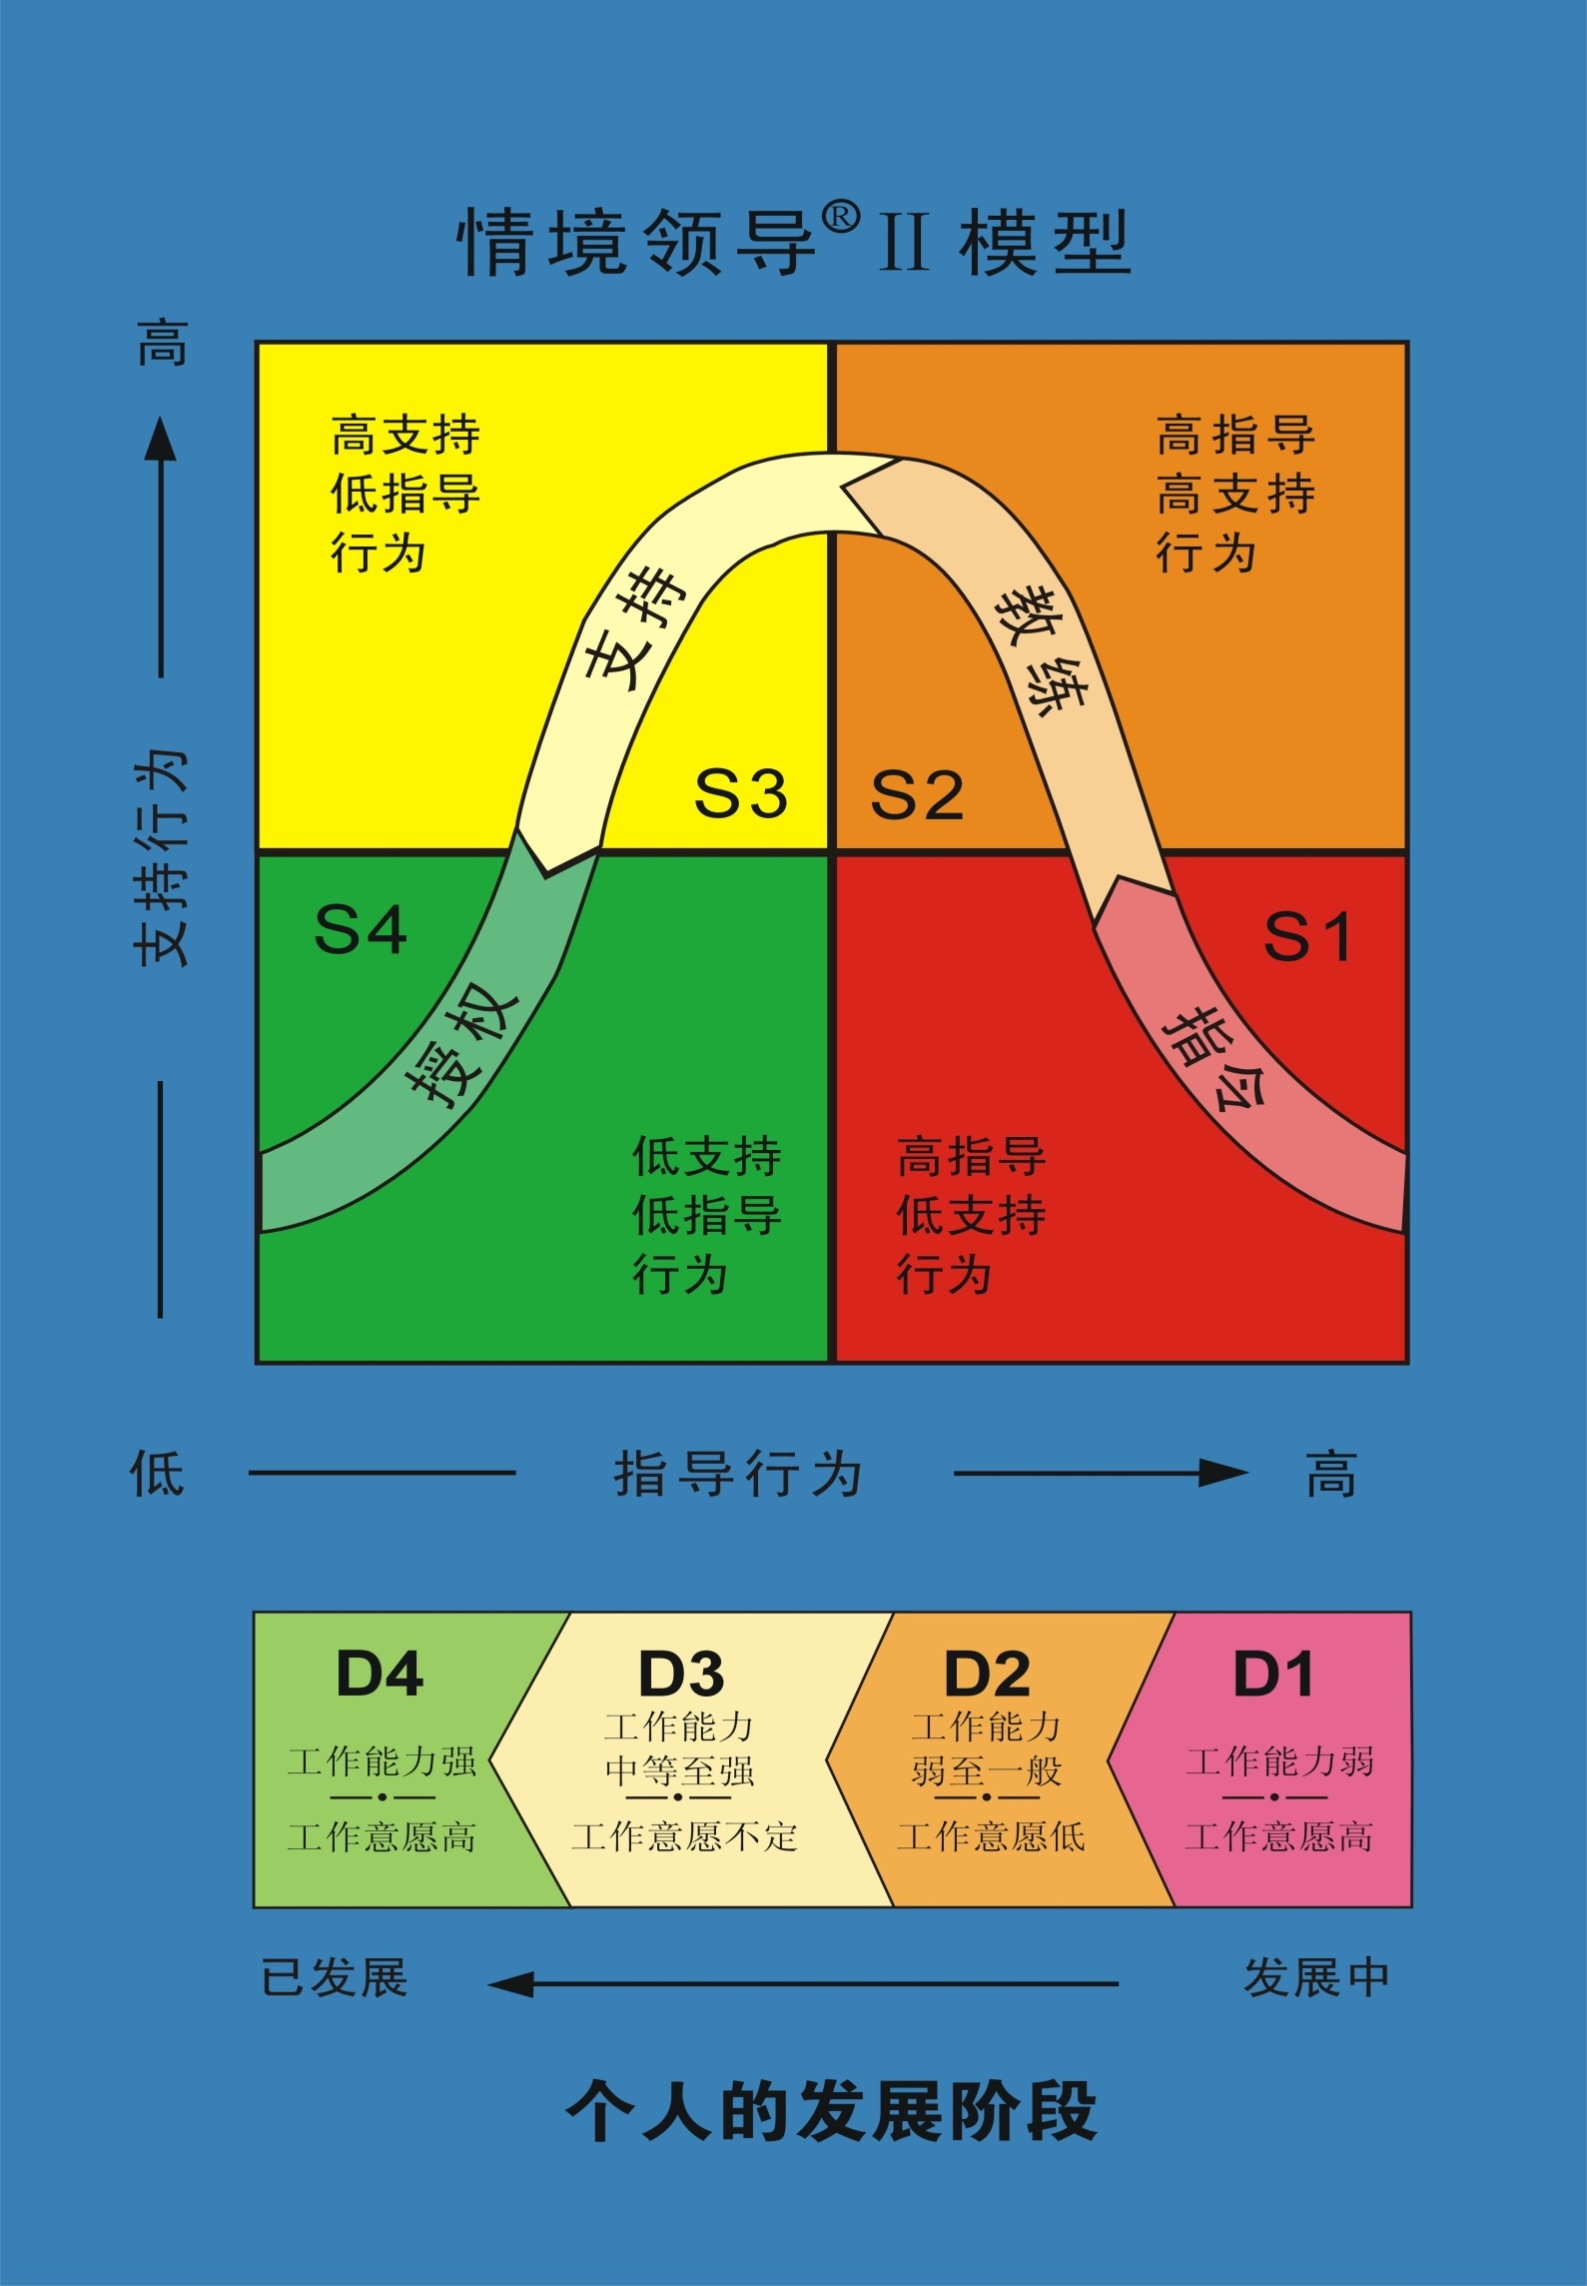 情境领导®II模型
高
高支持
低指导
行为
高指导
高支持
行为
支持
教练
S3
S2
支持行为
S4
S1
授权
指令
低支持
低指导
行为
高指导
低支持
行为
低
指导行为
高
D4
工作能力强
工作意愿高
D3
工作能力
中等至强
工作意愿不定
D2
工作能力
弱至一般
工作意愿低
D1
工作能力弱
工作意愿高
已发展
发展中
个人的发展阶段